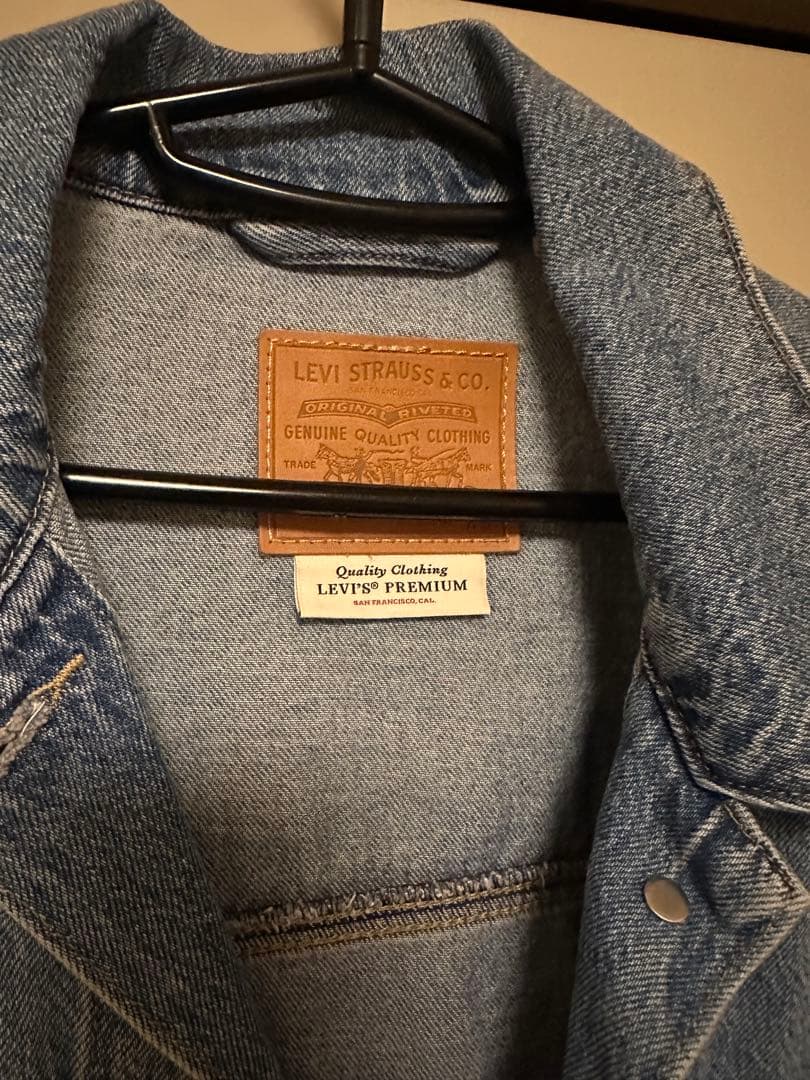 LEVI STRAUSS & CO.
SAN FRANCISCO CAL.
ORIGINAL RIVETED
GENUINE QUALITY CLOTHING
TRADE MARK
Quality Clothing
LEVI'S® PREMIUM
SAN FRANCISCO, CAL.